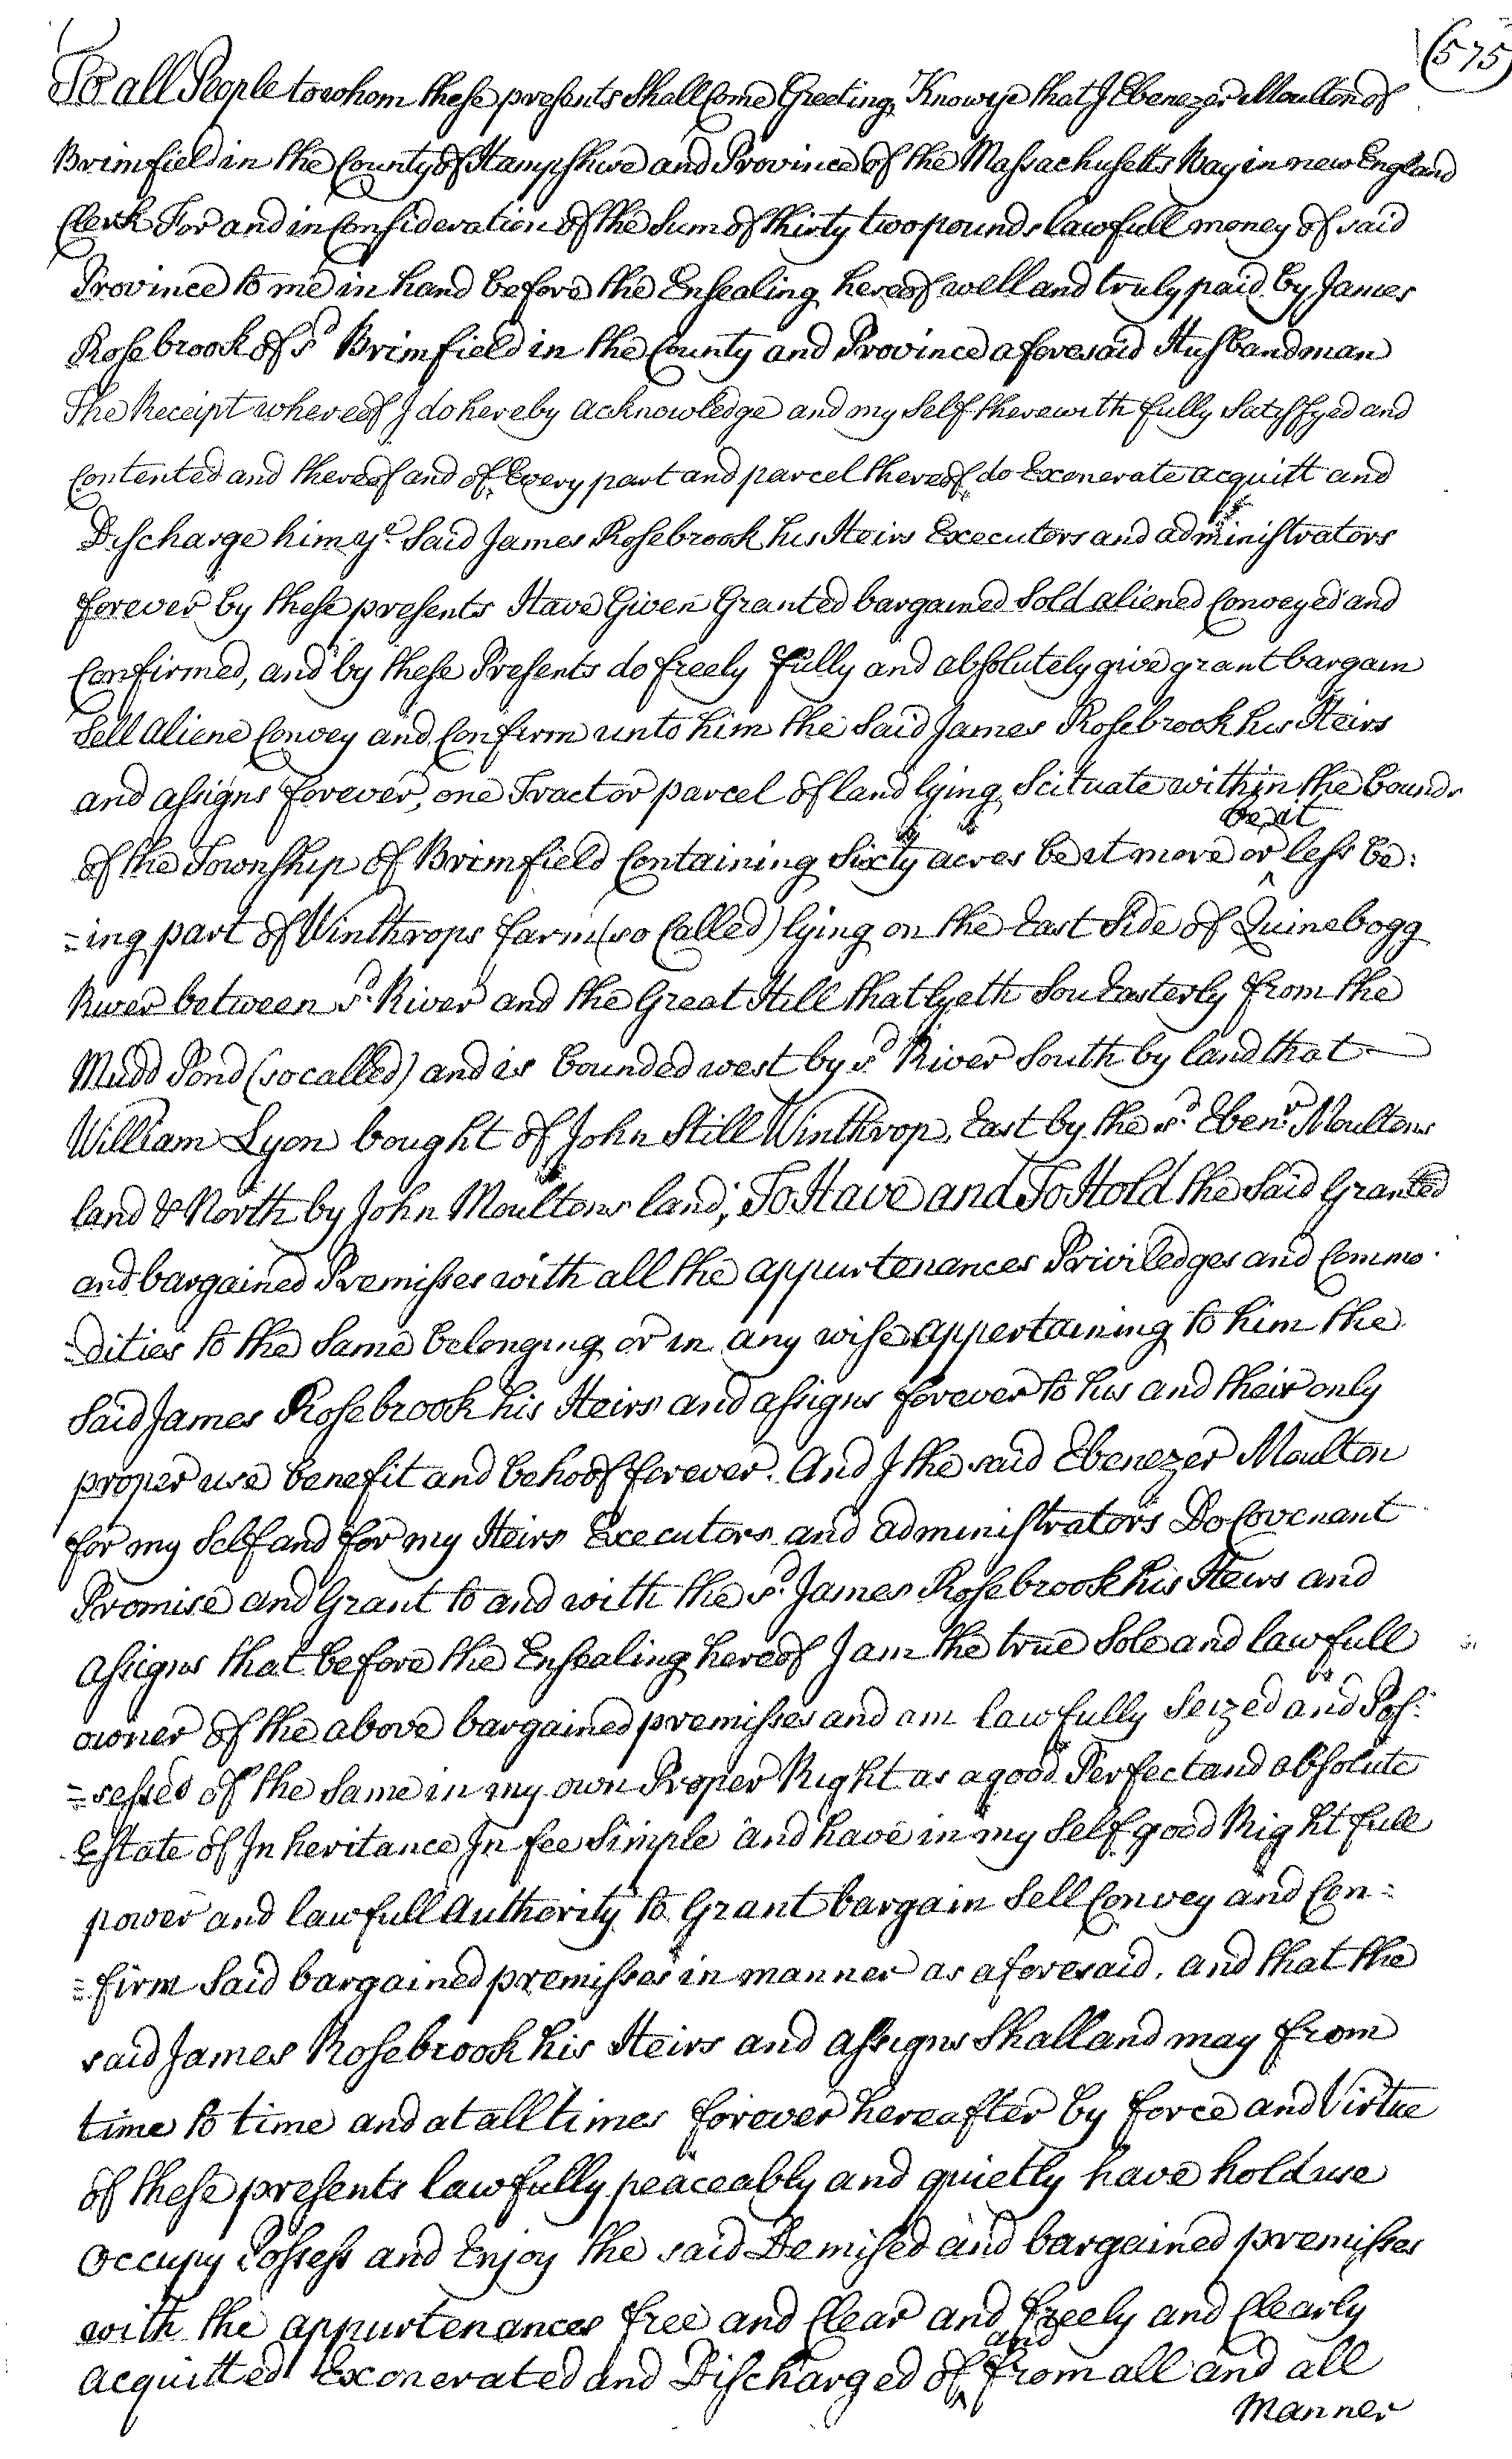 (575)
To all People to whom these presents Shall Come Greeting, Know ye that I Ebenezer Moulton of
Brimfield in the County of Hampshire and Province of the Massachusetts Bay in new England
Clerk For and in Consideration of the Sum of thirty two pounds lawfull money of said
Province to me in hand before the Ensealing hereof well and truly paid by James
Rosebrook of sd Brimfield in the County and Province aforesaid Husbandman
The Receipt whereof I do hereby acknowledge and my Self therewith fully Satisfyed and
Contented and thereof and of Every part and parcel thereof do Exonerate acquitt and
Discharge him ye Said James Rosebrook his Heirs Executors and administrators
forever by these presents Have Given Granted bargained Sold aliened Conveyed and
Confirmed, and by these Presents do freely fully and absolutely give grant bargain
Sell aliene Convey and Confirm unto him the Said James Rosebrook his Heirs
and assigns forever, one Tract or parcel of land lying Scituate within the bounds
be it
of the Township of Brimfield Containing Sixty acres be it more or ^ less be:
=ing part of Winthrops farm (so Called) lying on the East Side of Quinebogg
River between sd. River and the Great Hill that lyeth Sou Easterly from the
Mudd Pond (so called) and is bounded west by sd River South by land that
William Lyon bought of John Still Winthrop, East by the sd. Ebenr. Moultons
land & North by John Moultons land; To Have and To Hold the Said Granted
and bargained Premisses with all the appurtenances Priviledges and Commo
=dities to the Same belonging or in any wise appertaining to him the
Said James Rosebrook his Heirs and assigns forever to his and their only
proper use benefit and behoof forever. And I the said Ebenezer Moulton
for my Self and for my Heirs Executors and administrators Do Covenant
Promise and Grant to and with the sd. James Rosebrook his Heirs and
assigns that before the Ensealing hereof I am the true Sole and lawfull
owner of the above bargained premisses and am lawfully Seized and Pos:
=sessed of the Same in my own Proper Right as a good Perfect and absolute
Estate of Inheritance In fee Simple and have in my Self good Right full
power and lawfull Authority to Grant bargain Sell Convey and Con=
=firm Said bargained premisses in manner as aforesaid. and that the
said James Rosebrook his Heirs and assigns Shall and may from
time to time and at all times forever hereafter by force and Virtue
of these presents lawfully peaceably and quietly have hold use
occupy Possess and Enjoy the said Demised and bargained premisses
with the appurtenances free and Clear and freely and Clearly
and
acquitted Exonerated and Discharged of ^ from all and all
Manner